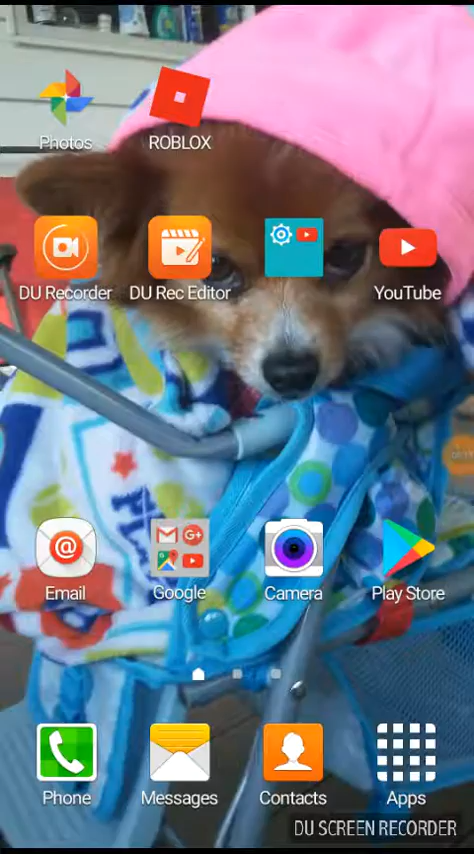 Photos ROBLOX
DU Recorder DU Rec Editor YouTube
Email Google Camera Play Store
Phone Messages Contacts Apps
DU SCREEN RECORDER